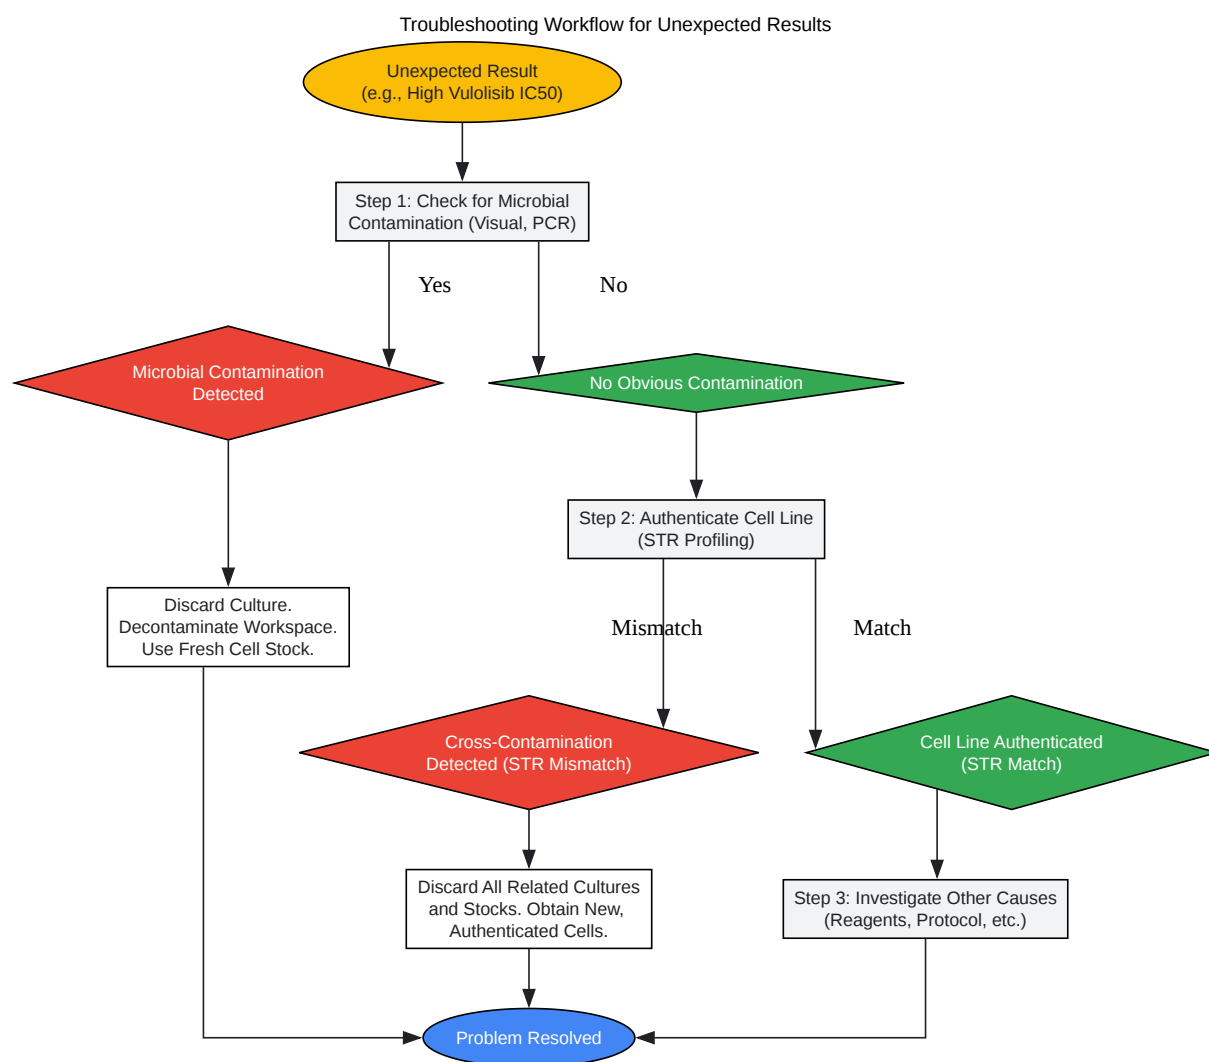 Troubleshooting Workflow for Unexpected Results
Unexpected Result
(e.g., High Vulolisib IC50)
Step 1: Check for Microbial
Contamination (Visual, PCR)
Yes
No
Microbial Contamination
Detected
No Obvious Contamination
Step 2: Authenticate Cell Line
(STR Profiling)
Discard Culture.
Decontaminate Workspace.
Use Fresh Cell Stock.
Mismatch
Match
Cross-Contamination
Detected (STR Mismatch)
Cell Line Authenticated
(STR Match)
Discard All Related Cultures
and Stocks. Obtain New,
Authenticated Cells.
Step 3: Investigate Other Causes
(Reagents, Protocol, etc.)
Problem Resolved